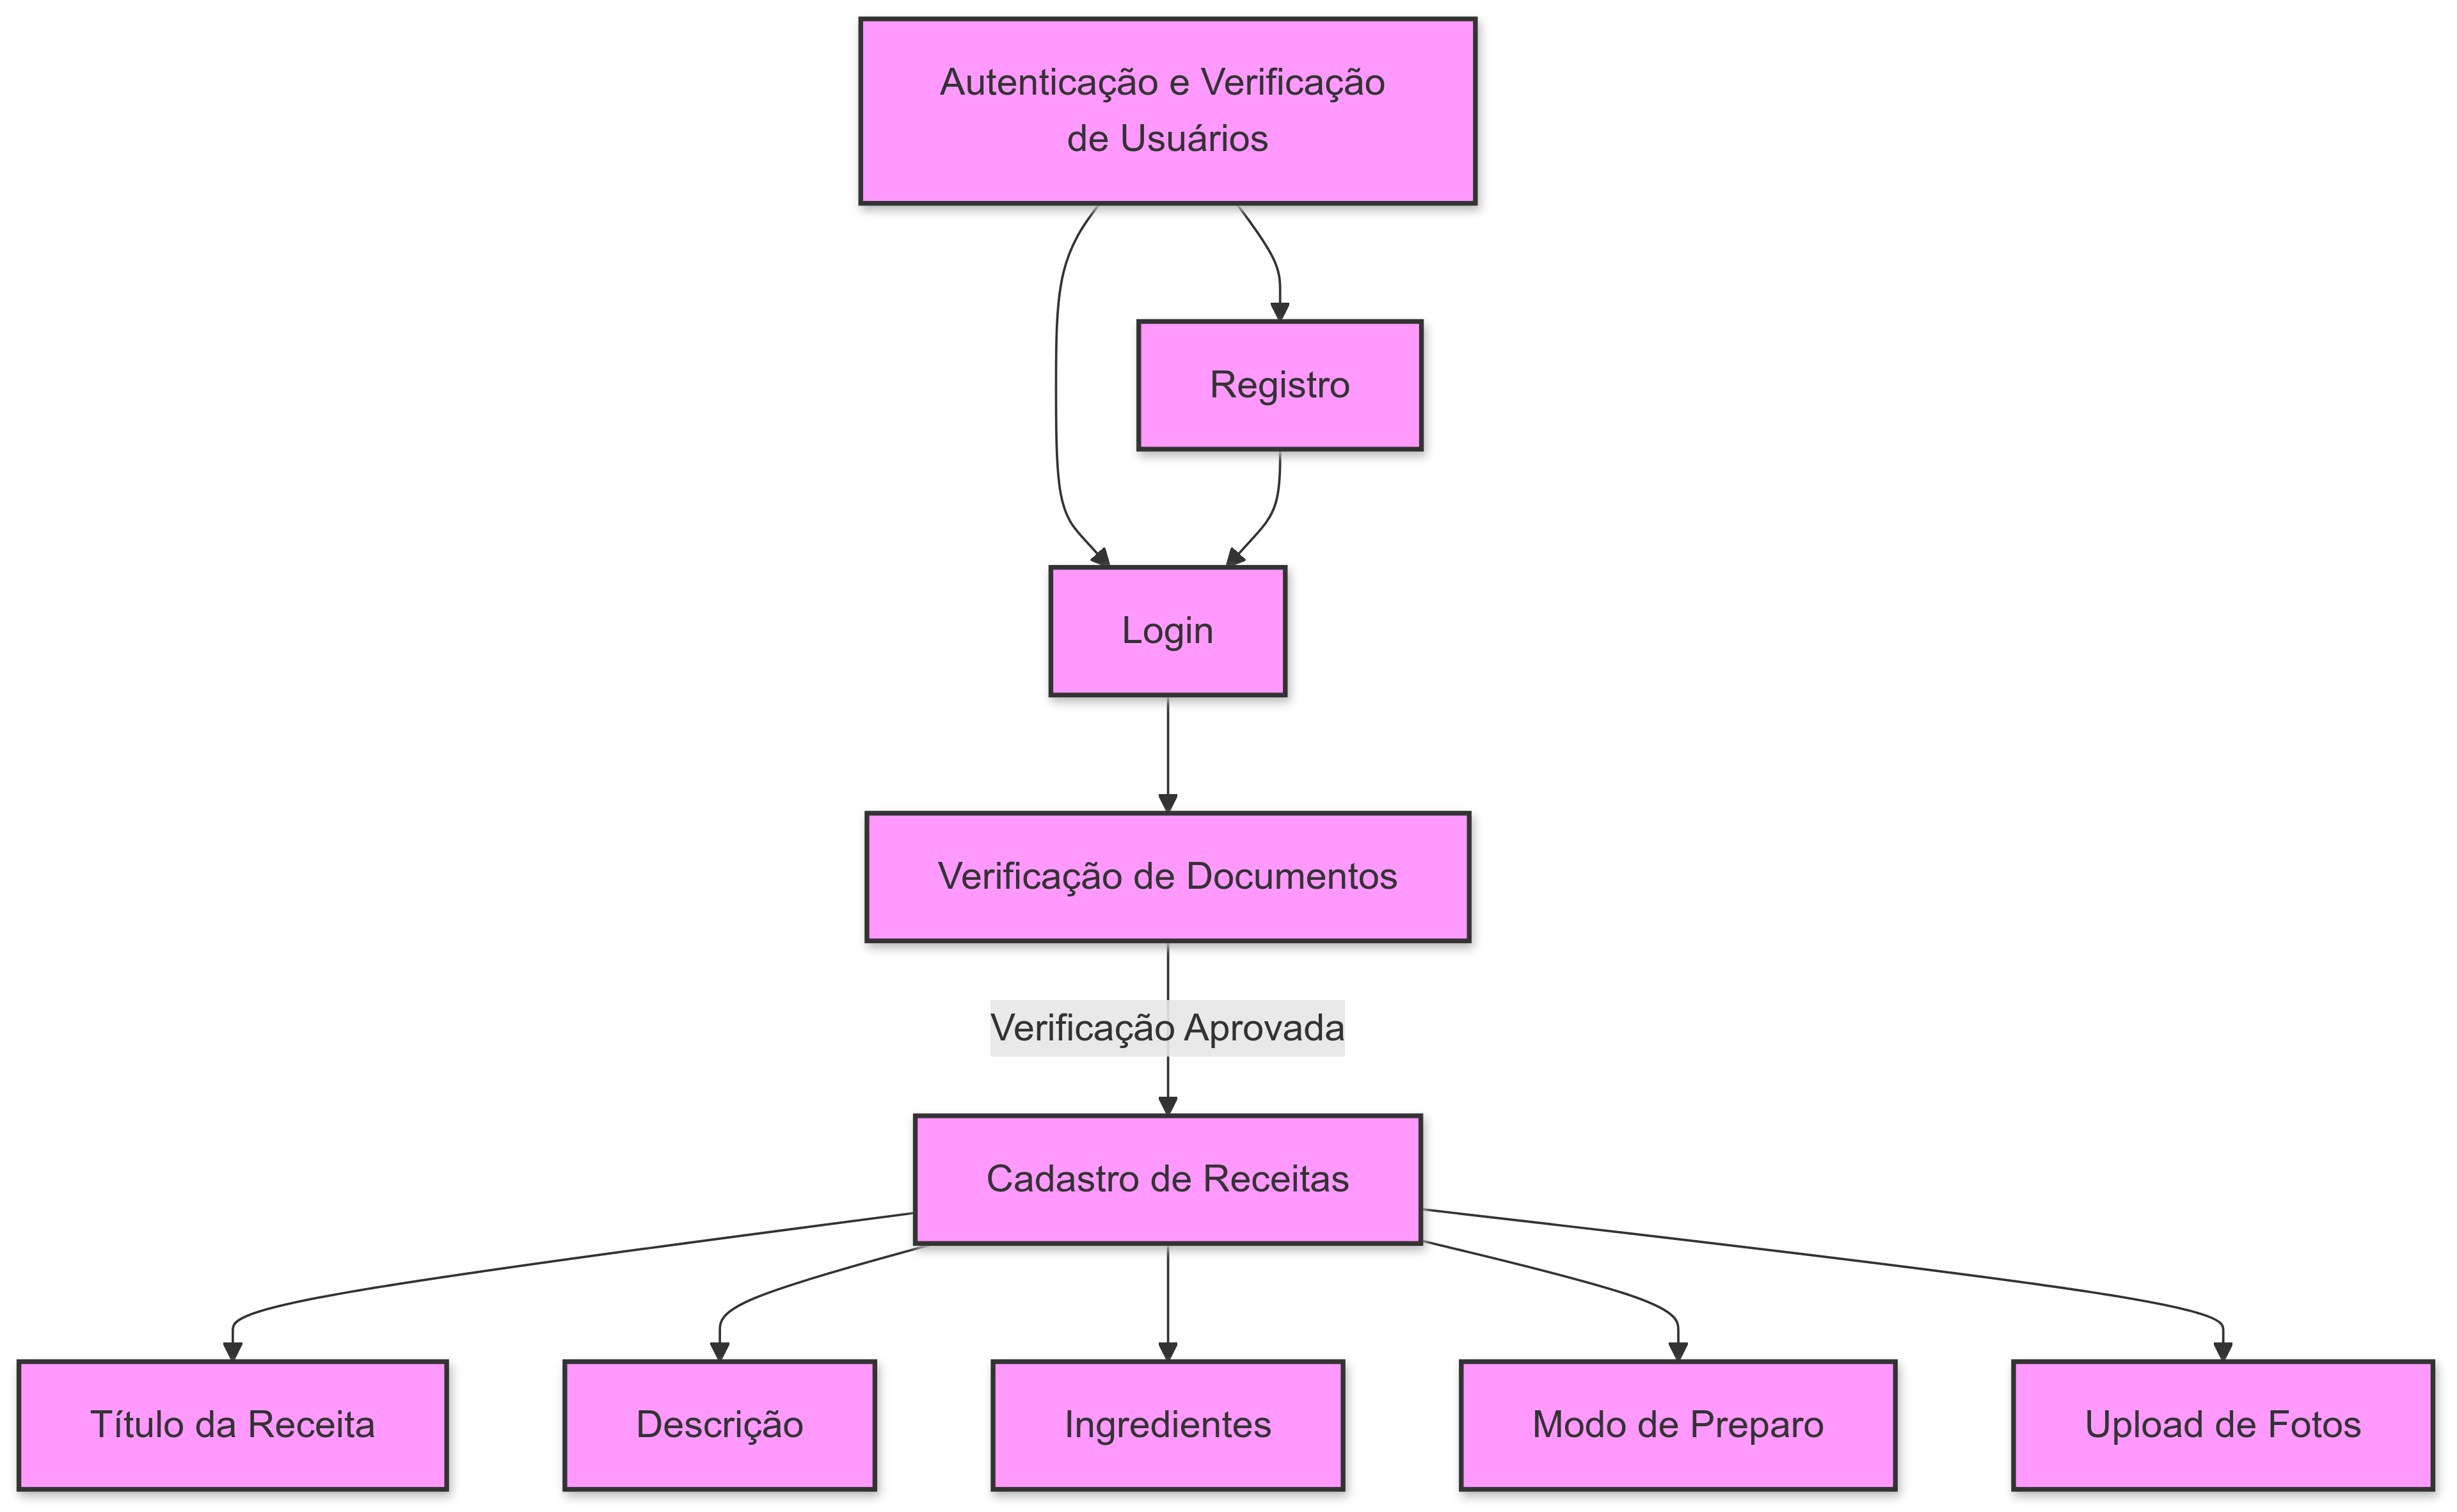 Autenticação e Verificação
de Usuários
Registro
Login
Verificação de Documentos
Verificação Aprovada
Cadastro de Receitas
Título da Receita
Descrição
Ingredientes
Modo de Preparo
Upload de Fotos